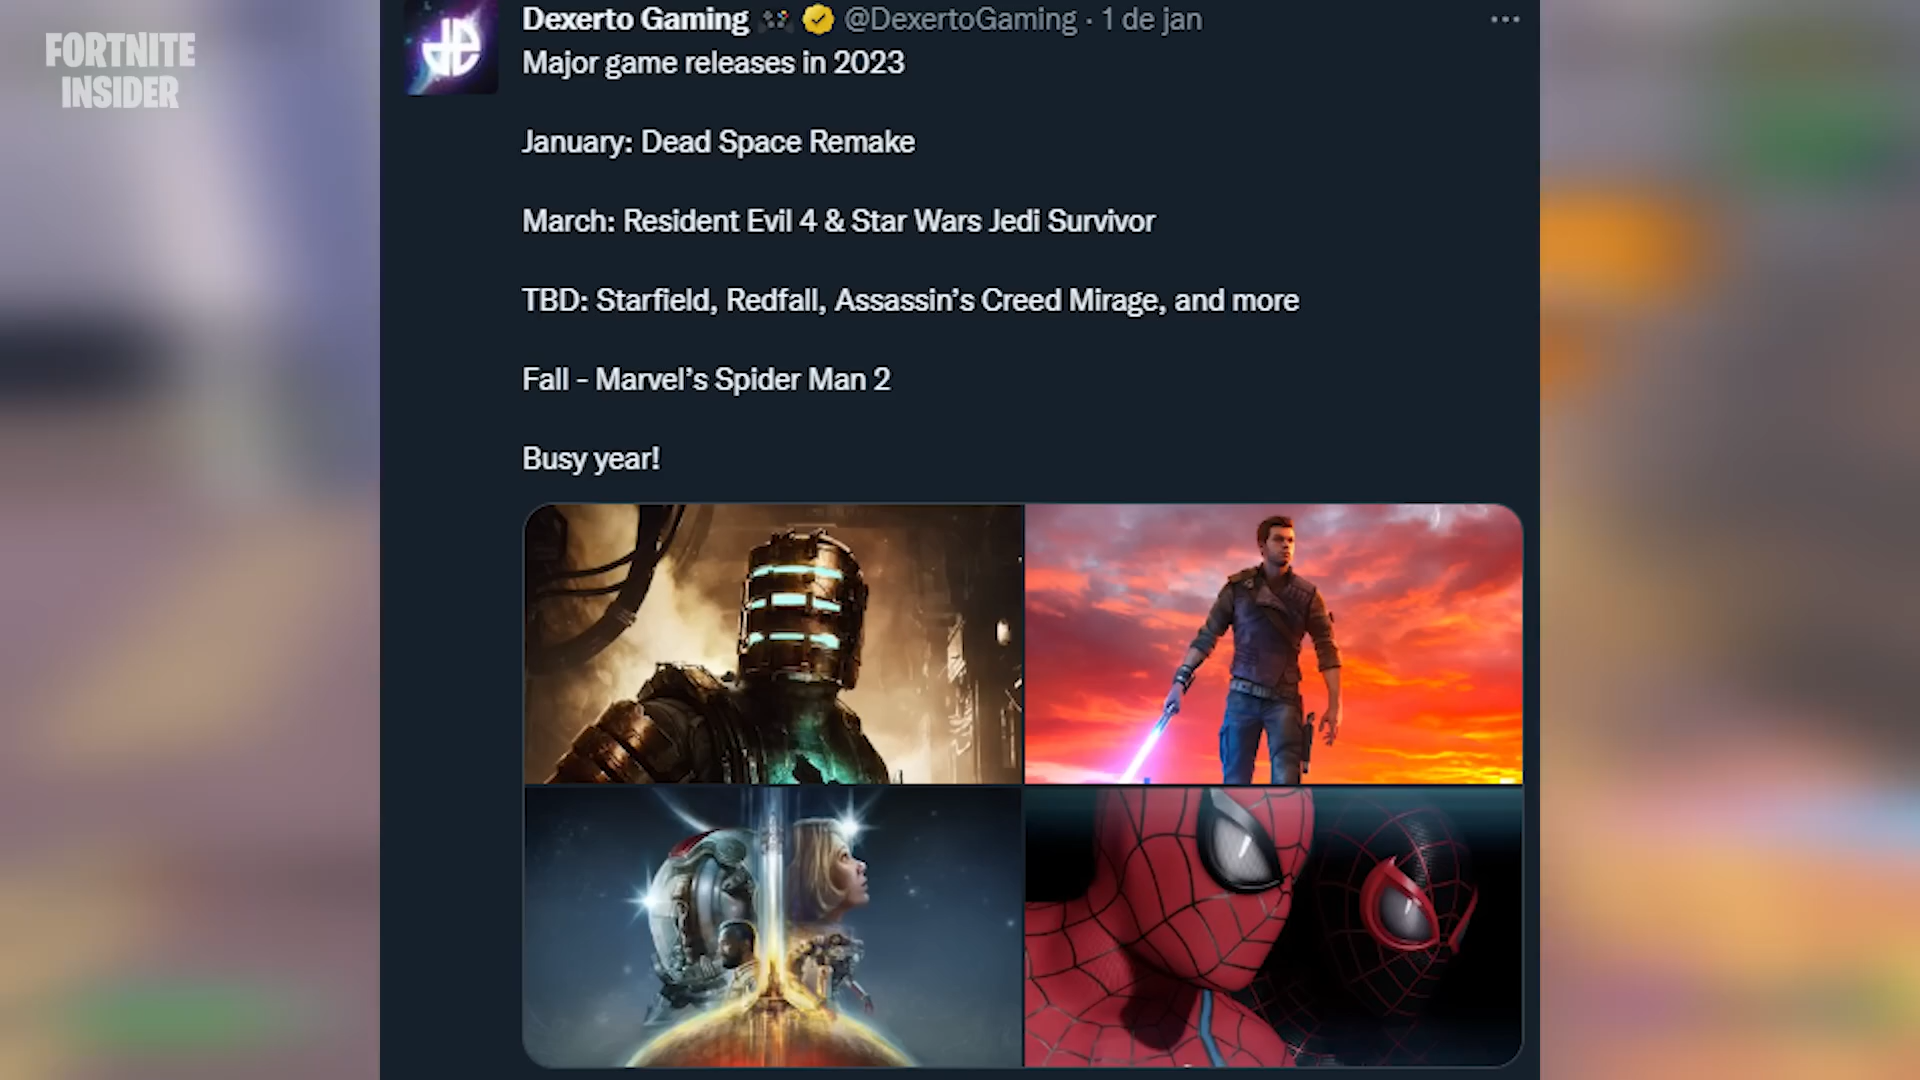 FORTNITE
INSIDER
Dexerto Gaming @DexertoGaming · 1 de jan
Major game releases in 2023
January: Dead Space Remake
March: Resident Evil 4 & Star Wars Jedi Survivor
TBD: Starfield, Redfall, Assassin’s Creed Mirage, and more
Fall - Marvel’s Spider Man 2
Busy year!